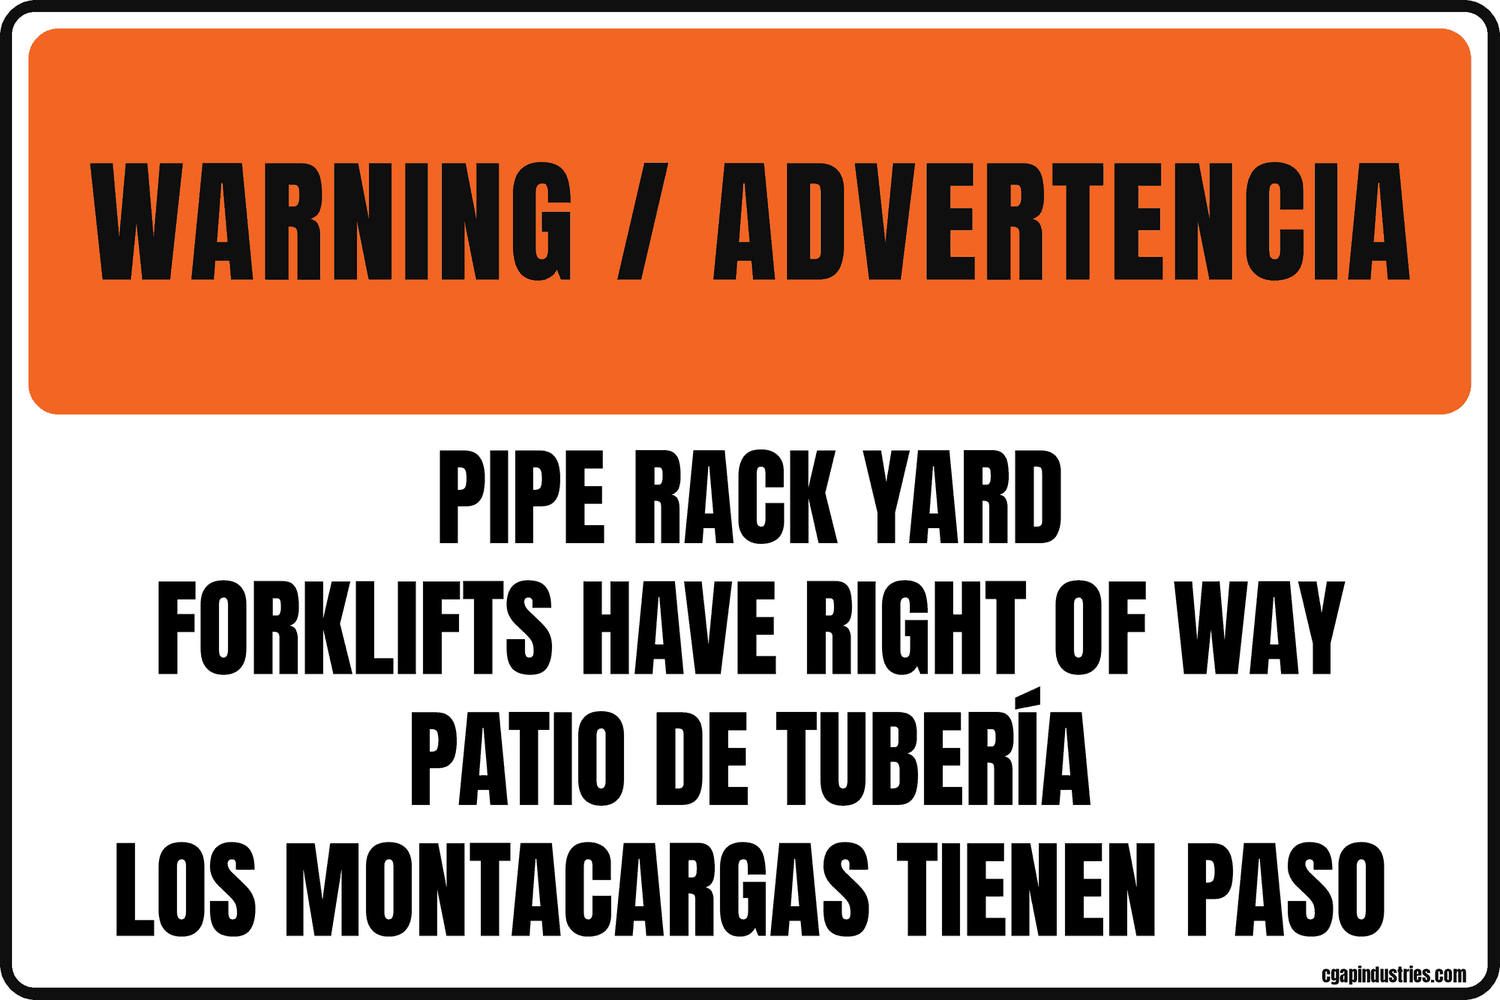 WARNING / ADVERTENCIA
PIPE RACK YARD
FORKLIFTS HAVE RIGHT OF WAY
PATIO DE TUBERÍA
LOS MONTACARGAS TIENEN PASO
cgapindustries.com